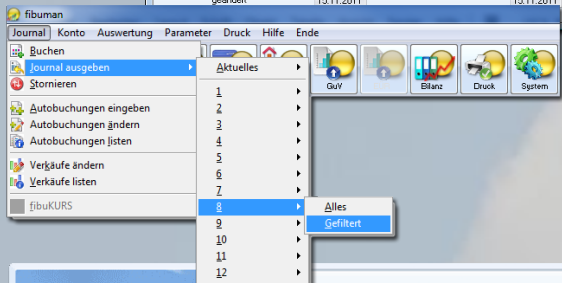 geändert 15.11.2011 15.11.2011
fibuman
Journal Konto Auswertung Parameter Druck Hilfe Ende
Buchen
Journal ausgeben
Stornieren
Autobuchungen eingeben
Autobuchungen ändern
Autobuchungen listen
Verkäufe ändern
Verkäufe listen
fibuKURS
Aktuelles
1
2
3
4
5
6
7
8
9
10
11
12
Alles
Gefiltert
GuV
Bilanz
Druck
System